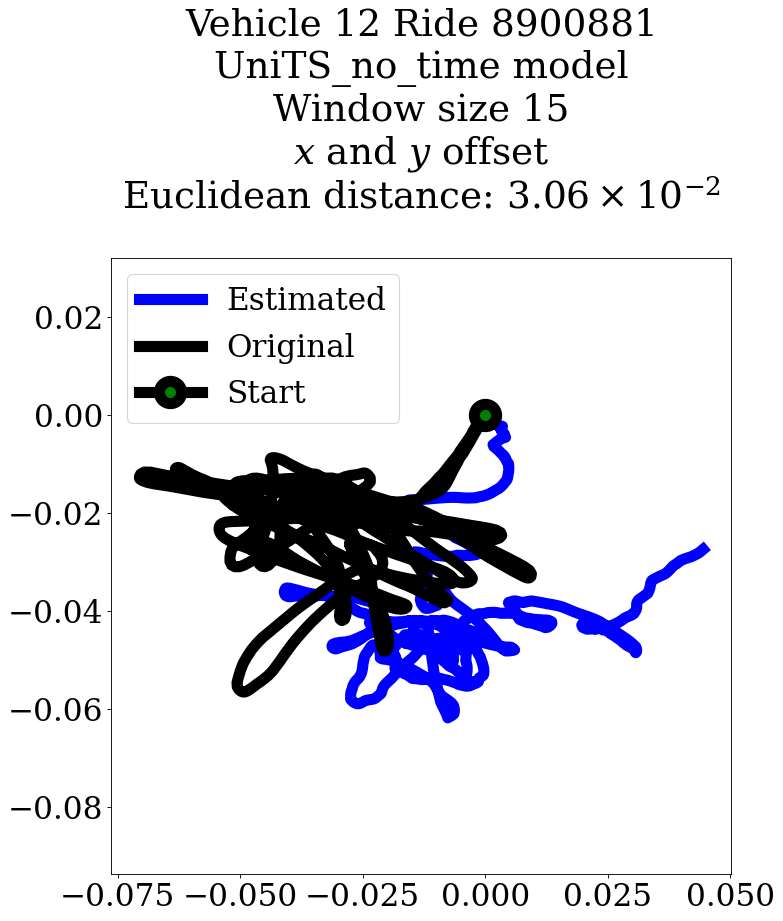 Vehicle 12 Ride 8900881
UniTS_no_time model
Window size 15
x and y offset
Euclidean distance: 3.06 × 10⁻²
Estimated
Original
Start
0.02
0.00
−0.02
−0.04
−0.06
−0.08
−0.075 −0.050 −0.025 0.000 0.025 0.050